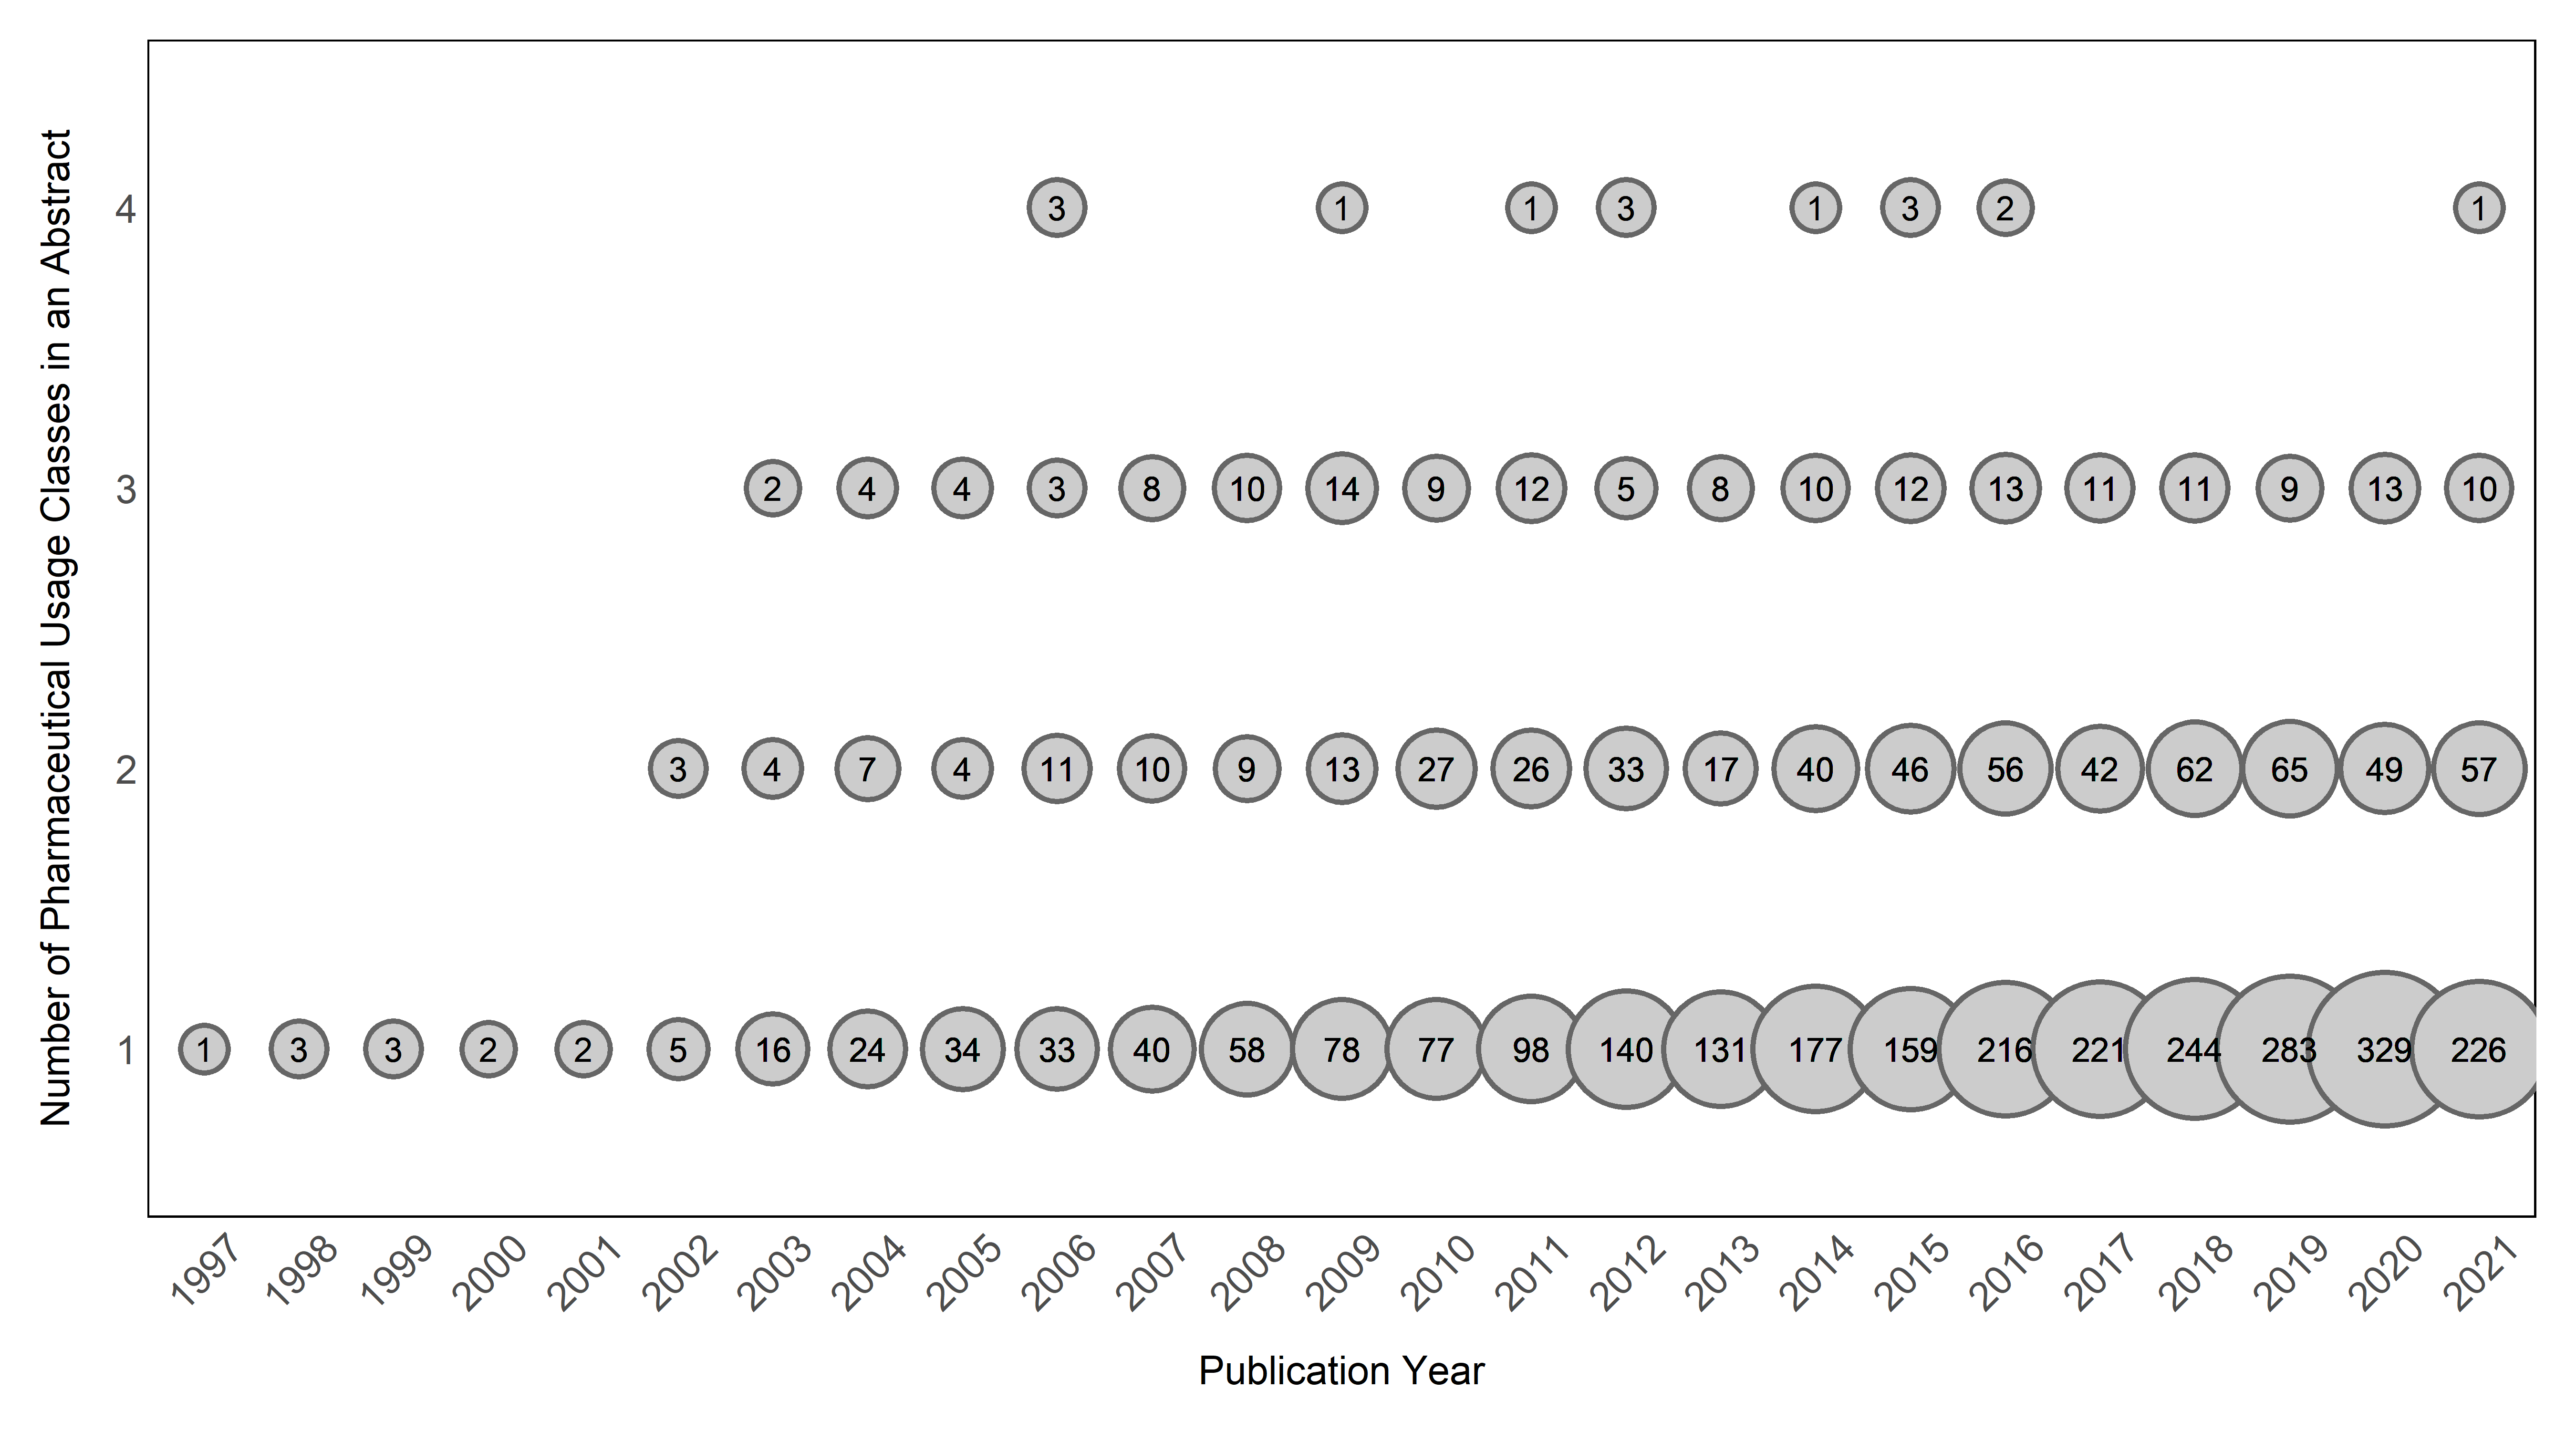 Number of Pharmaceutical Usage Classes in an Abstract
4
3 1 1 3 1 3 2 1
3
2 4 4 3 8 10 14 9 12 5 8 10 12 13 11 11 9 13 10
2
3 4 7 4 11 10 9 13 27 26 33 17 40 46 56 42 62 65 49 57
1
1 3 3 2 2 5 16 24 34 33 40 58 78 77 98 140 131 177 159 216 221 244 283 329 226
1997 1998 1999 2000 2001 2002 2003 2004 2005 2006 2007 2008 2009 2010 2011 2012 2013 2014 2015 2016 2017 2018 2019 2020 2021
Publication Year